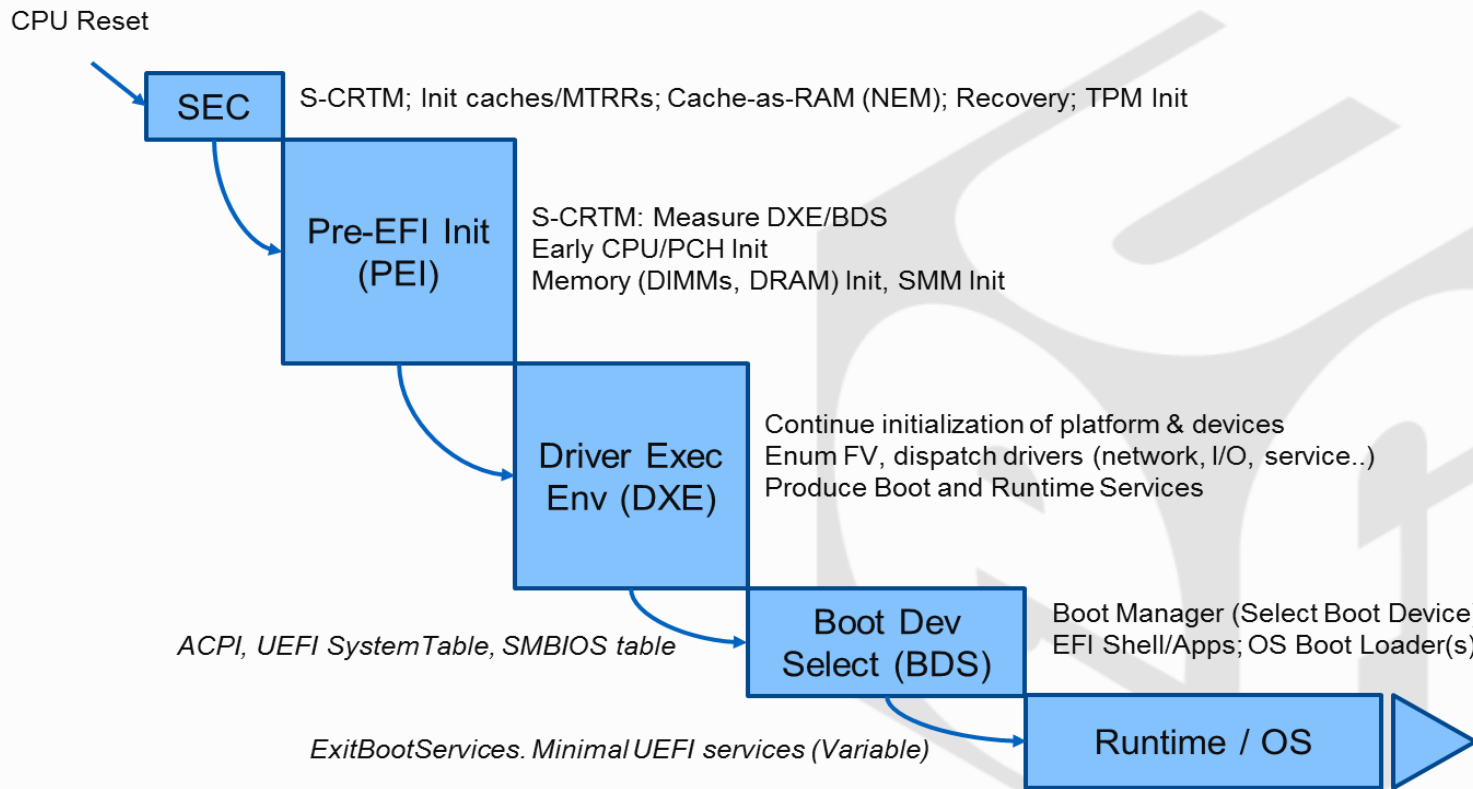 CPU Reset
SEC
S-CRTM; Init caches/MTRRs; Cache-as-RAM (NEM); Recovery; TPM Init
Pre-EFI Init
(PEI)
S-CRTM: Measure DXE/BDS
Early CPU/PCH Init
Memory (DIMMs, DRAM) Init, SMM Init
Driver Exec
Env (DXE)
Continue initialization of platform & devices
Enum FV, dispatch drivers (network, I/O, service..)
Produce Boot and Runtime Services
ACPI, UEFI SystemTable, SMBIOS table
Boot Dev
Select (BDS)
Boot Manager (Select Boot Device)
EFI Shell/Apps; OS Boot Loader(s)
ExitBootServices. Minimal UEFI services (Variable)
Runtime / OS